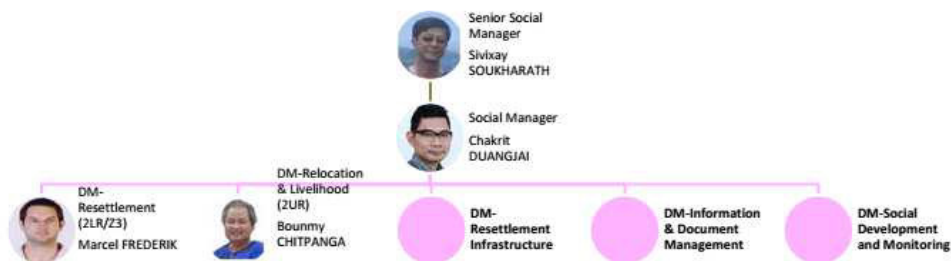 Senior Social
Manager
Sivixay
SOUKHARATH
Social Manager
Chakrit
DUANGJAI
DM-
Resettlement
(2LR/Z3)
Marcel FREDERIK
DM-Relocation
& Livelihood
(2UR)
Bounmy
CHITPANGA
DM-
Resettlement
Infrastructure
DM-Information
& Document
Management
DM-Social
Development
and Monitoring